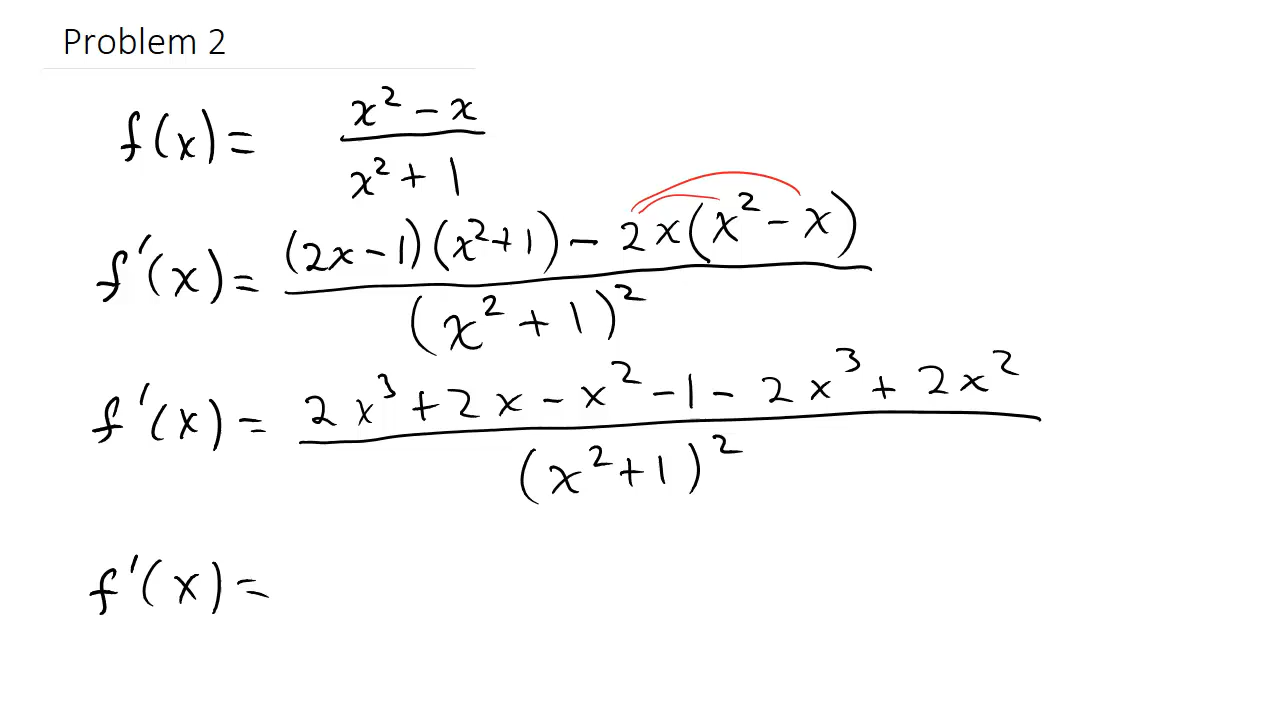 Problem 2
f(x) = (x² - x) / (x² + 1)
f'(x) = ((2x - 1)(x² + 1) - 2x(x² - x)) / (x² + 1)²
f'(x) = (2x³ + 2x - x² - 1 - 2x³ + 2x²) / (x² + 1)²
f'(x) =